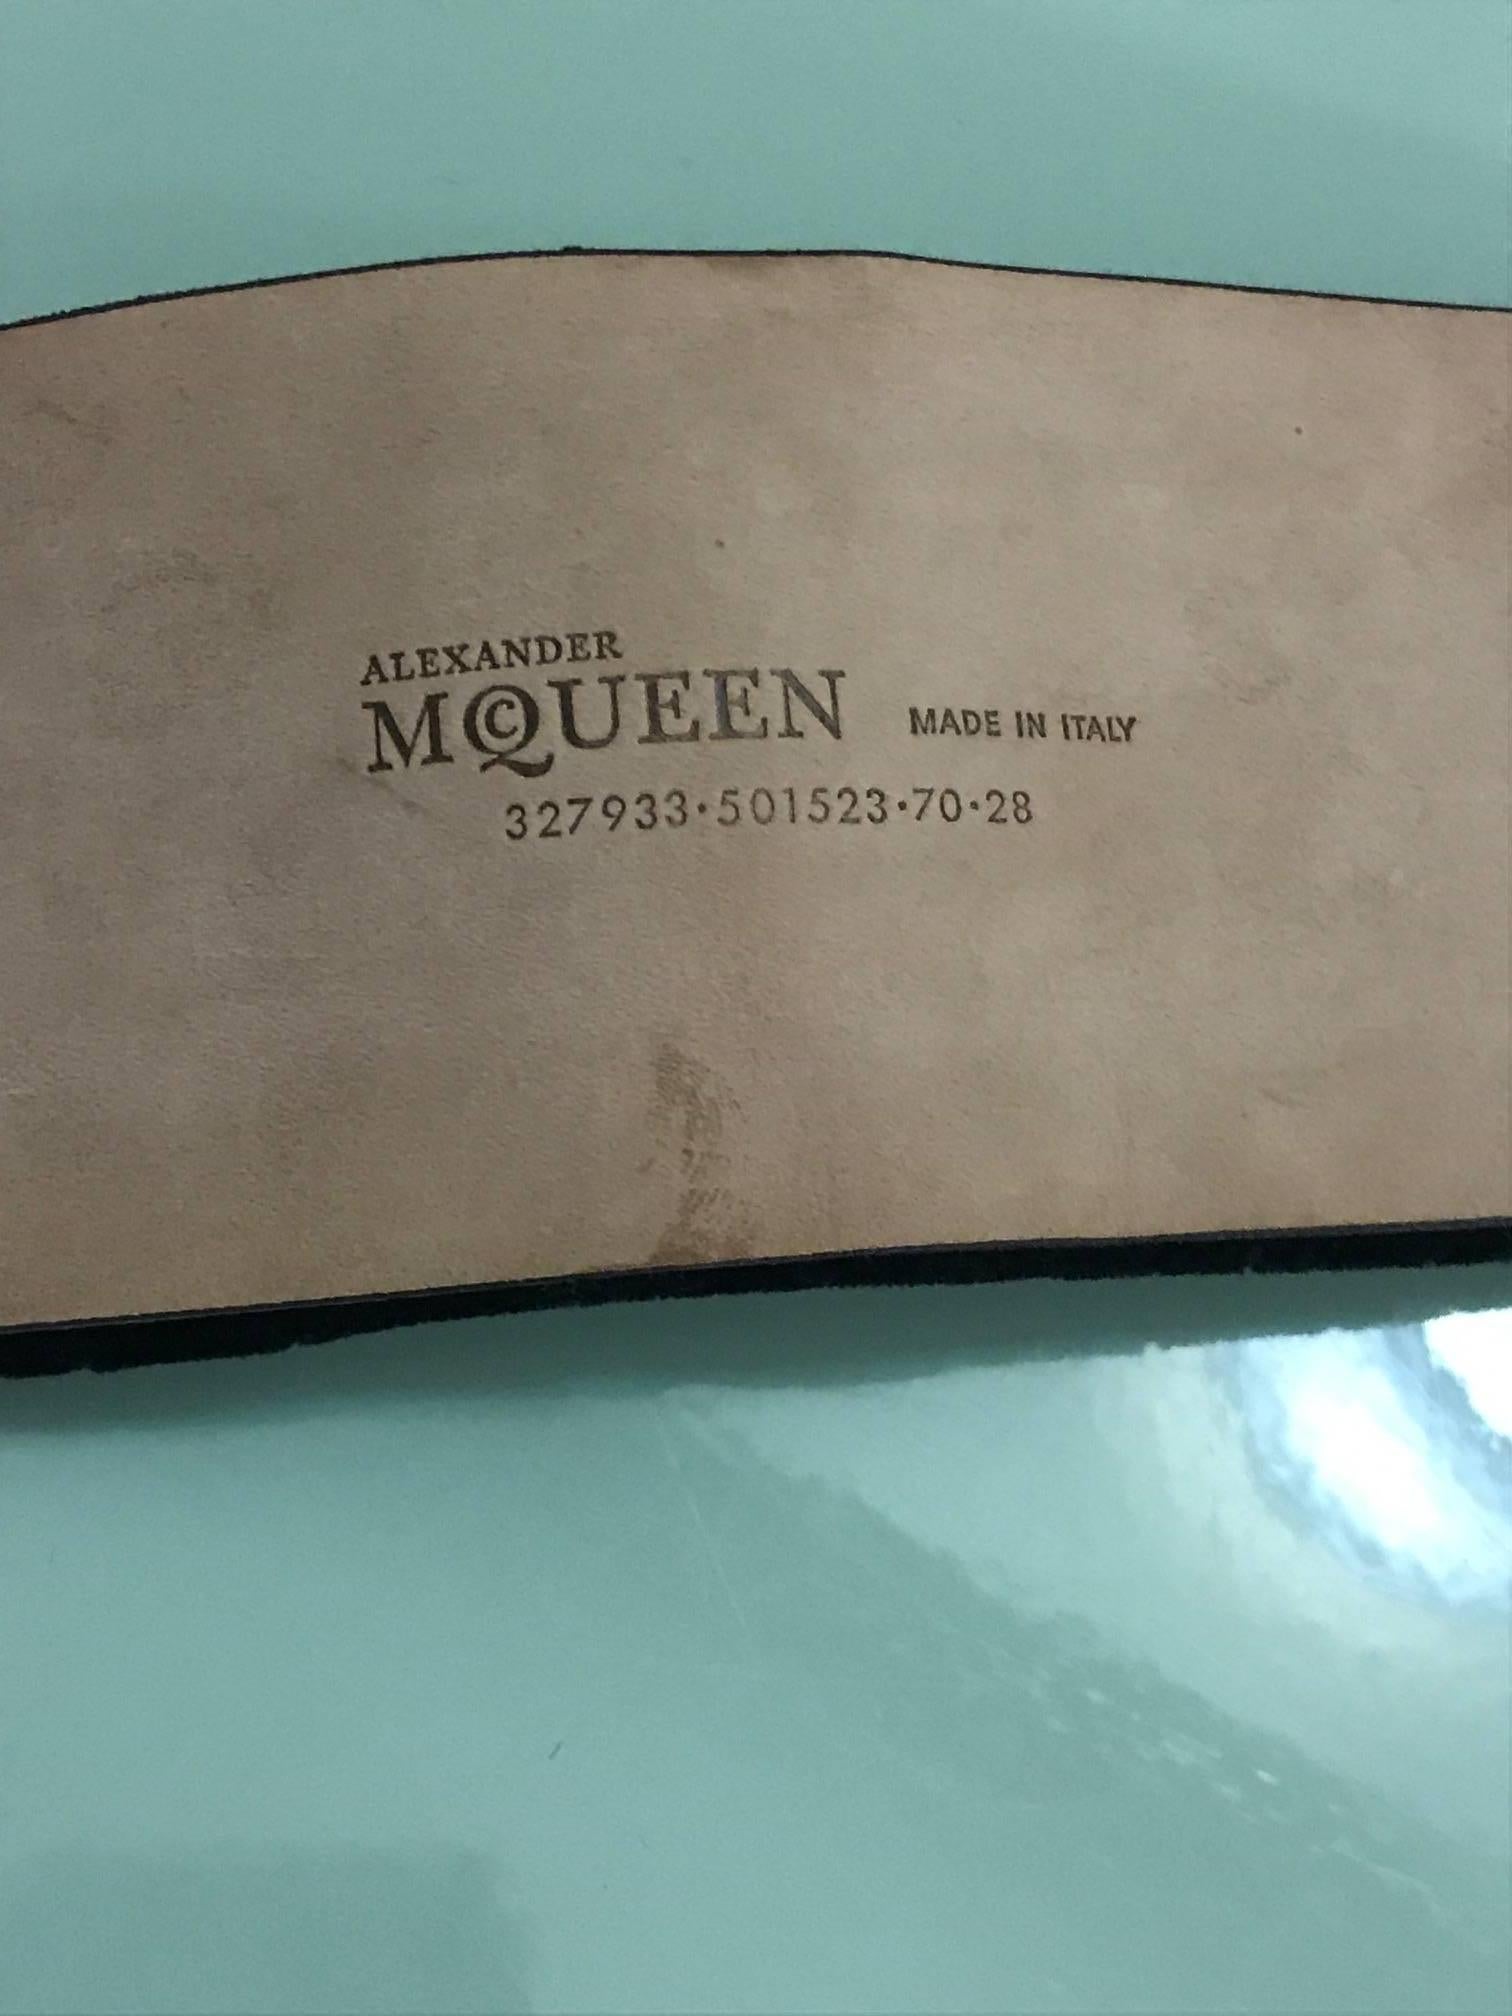 ALEXANDER
MCQUEEN MADE IN ITALY
327933·501523·70·28